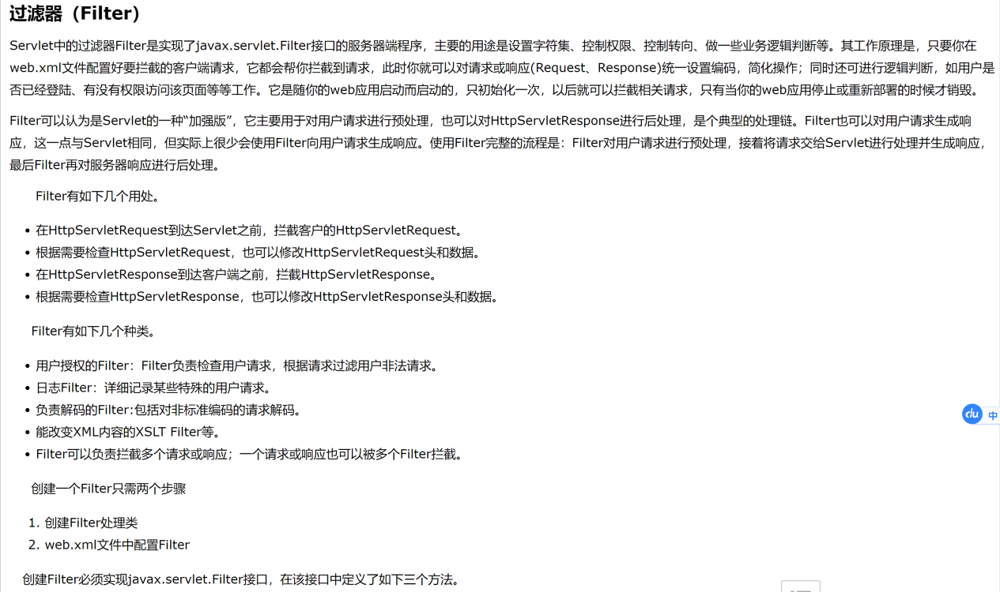 过滤器（Filter）
Servlet中的过滤器Filter是实现了javax.servlet.Filter接口的服务器端程序，主要的用途是设置字符集、控制权限、控制转向、做一些业务逻辑判断等。其工作原理是，只要你在
web.xml文件配置好要拦截的客户端请求，它都会帮你拦截到请求，此时你就可以对请求或响应(Request、Response)统一设置编码，简化操作；同时还可进行逻辑判断，如用户是
否已经登陆、有没有权限访问该页面等等工作。它是随你的web应用启动而启动的，只初始化一次，以后就可以拦截相关请求，只有当你的web应用停止或重新部署的时候才销毁。
Filter可以认为是Servlet的一种“加强版”，它主要用于对用户请求进行预处理，也可以对HttpServletResponse进行后处理，是个典型的处理链。Filter也可以对用户请求生成响
应，这一点与Servlet相同，但实际上很少会使用Filter向用户请求生成响应。使用Filter完整的流程是：Filter对用户请求进行预处理，接着将请求交给Servlet进行处理并生成响应，
最后Filter再对服务器响应进行后处理。
Filter有如下几个用处。
• 在HttpServletRequest到达Servlet之前，拦截客户的HttpServletRequest。
• 根据需要检查HttpServletRequest，也可以修改HttpServletRequest头和数据。
• 在HttpServletResponse到达客户端之前，拦截HttpServletResponse。
• 根据需要检查HttpServletResponse，也可以修改HttpServletResponse头和数据。
Filter有如下几个种类。
• 用户授权的Filter：Filter负责检查用户请求，根据请求过滤用户非法请求。
• 日志Filter：详细记录某些特殊的用户请求。
• 负责解码的Filter:包括对非标准编码的请求解码。
• 能改变XML内容的XSLT Filter等。
• Filter可以负责拦截多个请求或响应；一个请求或响应也可以被多个Filter拦截。
du 中
创建一个Filter只需两个步骤
1. 创建Filter处理类
2. web.xml文件中配置Filter
创建Filter必须实现javax.servlet.Filter接口，在该接口中定义了如下三个方法。